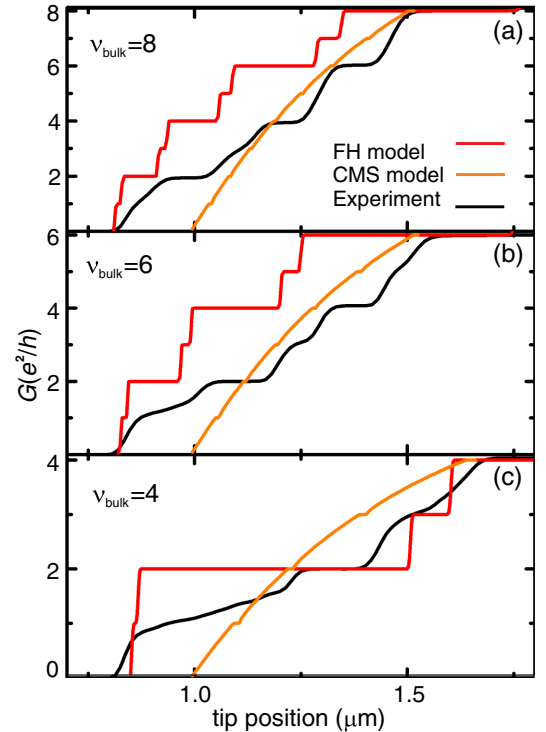 8
(a)
ν_bulk=8
6
4
FH model
CMS model
Experiment
2
6
(b)
ν_bulk=6
4
G(e²/h)
2
4
(c)
ν_bulk=4
2
0
1.0 1.5
tip position (μm)